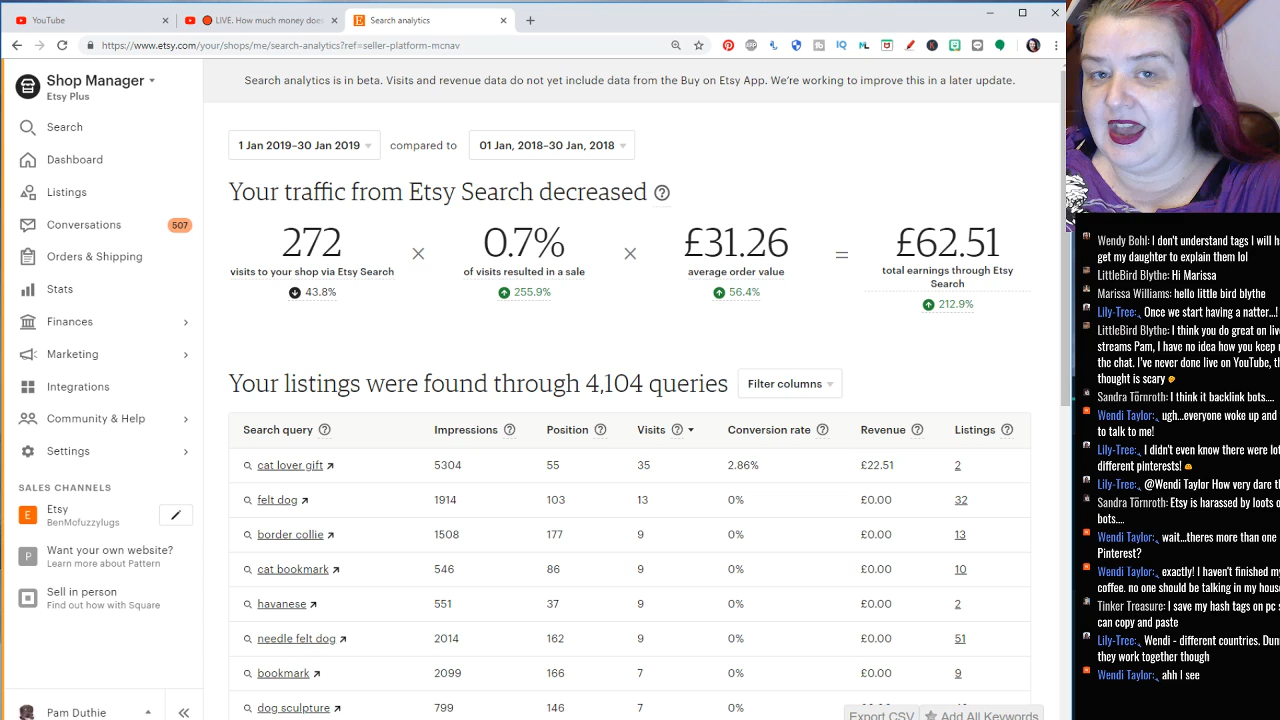 YouTube
LIVE. How much money does
Search analytics
https://www.etsy.com/your/shops/me/search-analytics?ref=seller-platform-mcnav
Shop Manager
Etsy Plus
Search
Dashboard
Listings
Conversations 507
Orders & Shipping
Stats
Finances
Marketing
Integrations
Community & Help
Settings
SALES CHANNELS
Etsy
BenMofuzzylugs
Want your own website?
Learn more about Pattern
Sell in person
Find out how with Square
Pam Duthie
Search analytics is in beta. Visits and revenue data do not yet include data from the Buy on Etsy App. We're working to improve this in a later update.
1 Jan 2019–30 Jan 2019 compared to 01 Jan, 2018–30 Jan, 2018
Your traffic from Etsy Search decreased
272 × 0.7% × £31.26 = £62.51
visits to your shop via Etsy Search of visits resulted in a sale average order value total earnings through Etsy
Search
43.8% 255.9% 56.4%
212.9%
Your listings were found through 4,104 queries Filter columns
Search query Impressions Position Visits Conversion rate Revenue Listings
cat lover gift 5304 55 35 2.86% £22.51 2
felt dog 1914 103 13 0% £0.00 32
border collie 1508 177 9 0% £0.00 13
cat bookmark 546 86 9 0% £0.00 10
havanese 551 37 9 0% £0.00 2
needle felt dog 2014 162 9 0% £0.00 51
bookmark 2099 166 7 0% £0.00 9
dog sculpture 799 146 7
Export CSV Add All Keywords
Wendy Bohl: I don't understand tags I will h
get my daughter to explain them lol
LittleBird Blythe: Hi Marissa
Marissa Williams: hello little bird blythe
Lily-Tree: Once we start having a natter...!
LittleBird Blythe: I think you do great on liv
streams Pam, I have no idea how you keep
the chat. I've never done live on YouTube, th
thought is scary
Sandra Törnroth: I think it backlink bots....
Wendi Taylor: ugh...everyone woke up and
to talk to me!
Lily-Tree: I didn't even know there were lot
different pinterests!
Lily-Tree: @Wendi Taylor How very dare th
Sandra Törnroth: Etsy is harassed by loots o
bots....
Wendi Taylor: wait...theres more than one
Pinterest?
Wendi Taylor: exactly! I haven't finished my
coffee. no one should be talking in my hous
Tinker Treasure: I save my hash tags on pc s
can copy and paste
Lily-Tree: Wendi - different countries. Dun
they work together though
Wendi Taylor: ahh I see